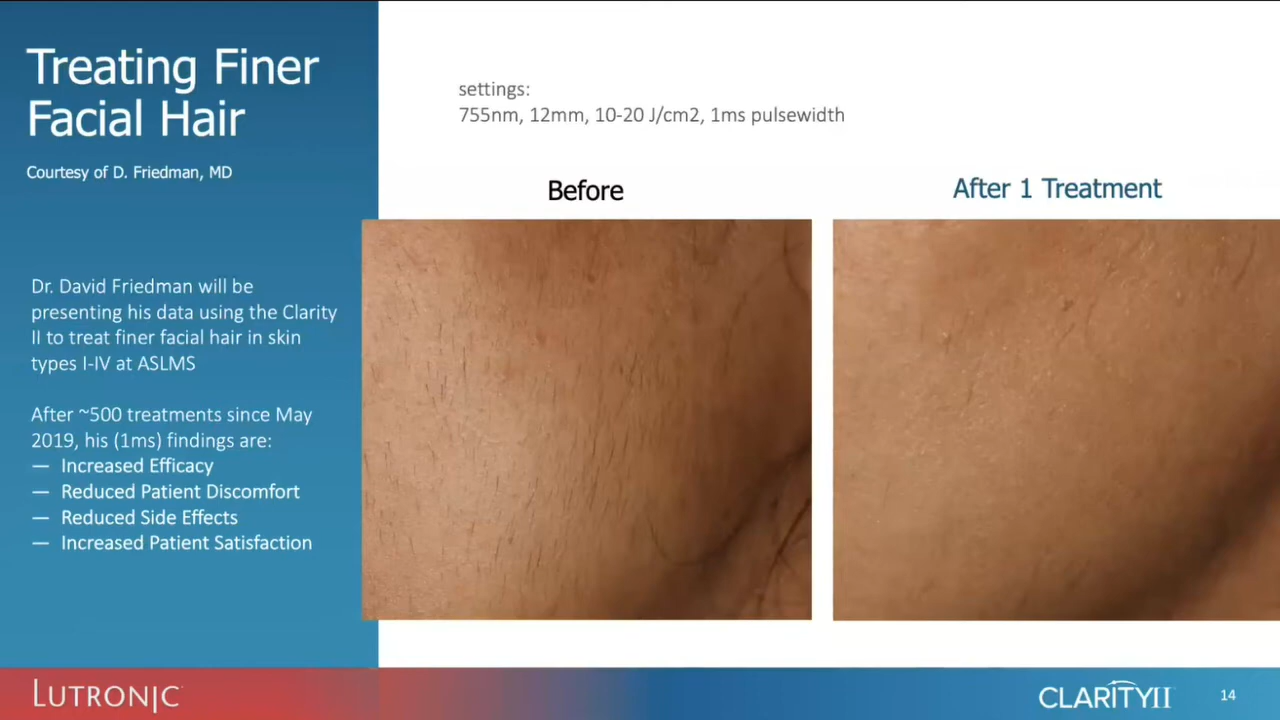 Treating Finer
Facial Hair
Courtesy of D. Friedman, MD
Dr. David Friedman will be
presenting his data using the Clarity
II to treat finer facial hair in skin
types I-IV at ASLMS
After ~500 treatments since May
2019, his (1ms) findings are:
— Increased Efficacy
— Reduced Patient Discomfort
— Reduced Side Effects
— Increased Patient Satisfaction
settings:
755nm, 12mm, 10-20 J/cm2, 1ms pulsewidth
Before
After 1 Treatment
LUTRONIC
CLARITYII
14